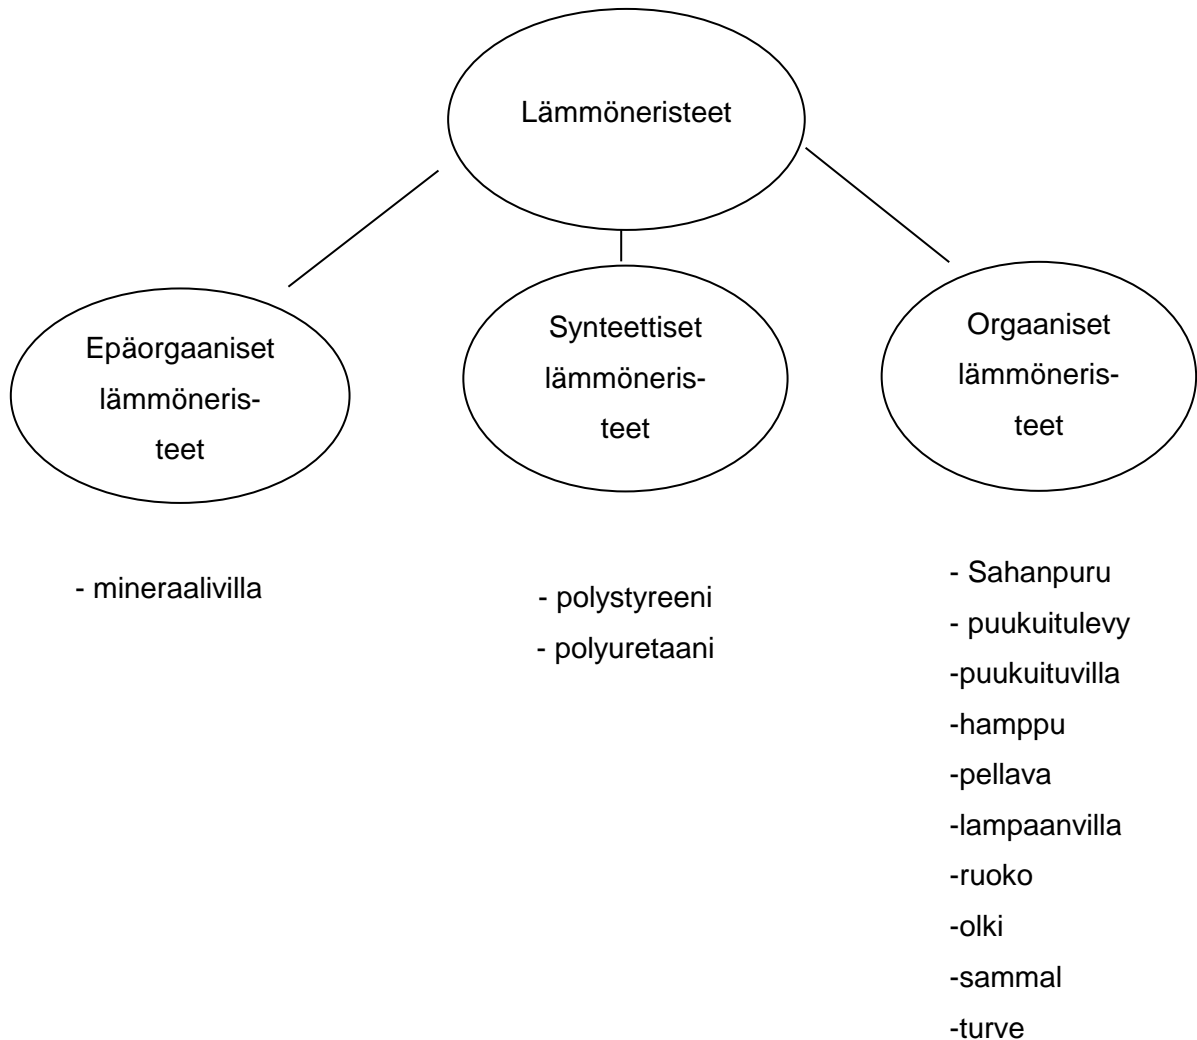 Lämmöneristeet
Epäorgaaniset
lämmöneris-
teet
Synteettiset
lämmöneris-
teet
Orgaaniset
lämmöneris-
teet
- mineraalivilla
- polystyreeni
- polyuretaani
- Sahanpuru
- puukuitulevy
-puukuituvilla
-hamppu
-pellava
-lampaanvilla
-ruoko
-olki
-sammal
-turve